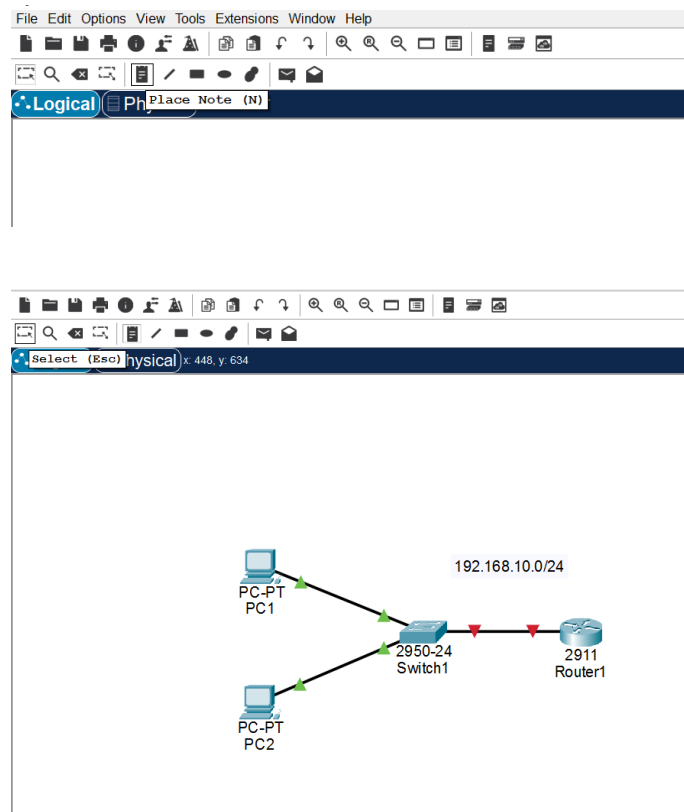 File Edit Options View Tools Extensions Window Help
Place Note (N)
Logical Ph
Select (Esc) hysical x: 448, y: 634
192.168.10.0/24
PC-PT
PC1
2950-24
Switch1
2911
Router1
PC-PT
PC2